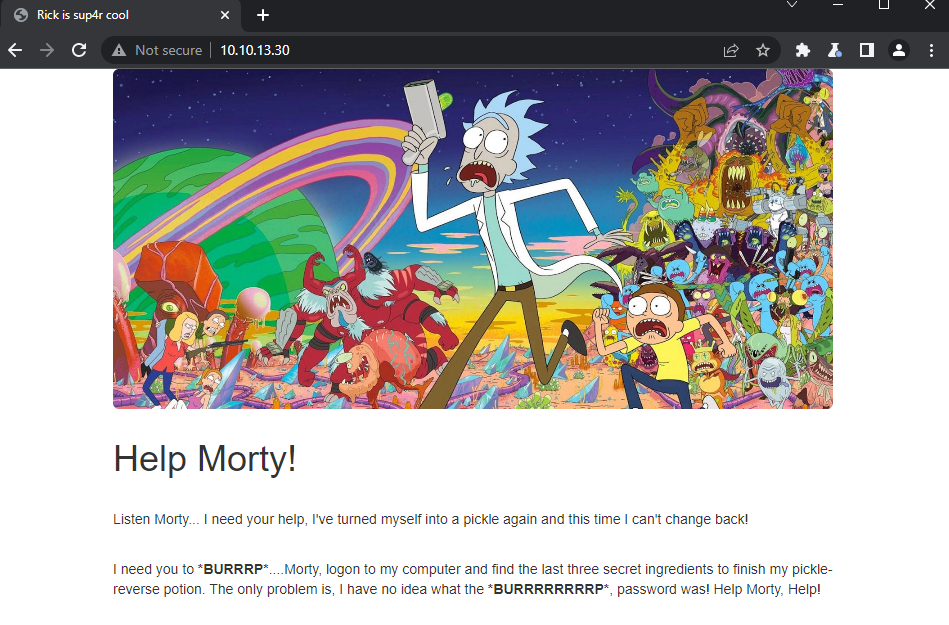 Rick is sup4r cool
Not secure 10.10.13.30
Help Morty!
Listen Morty... I need your help, I've turned myself into a pickle again and this time I can't change back!
I need you to *BURRRP*....Morty, logon to my computer and find the last three secret ingredients to finish my pickle-
reverse potion. The only problem is, I have no idea what the *BURRRRRRRRP*, password was! Help Morty, Help!